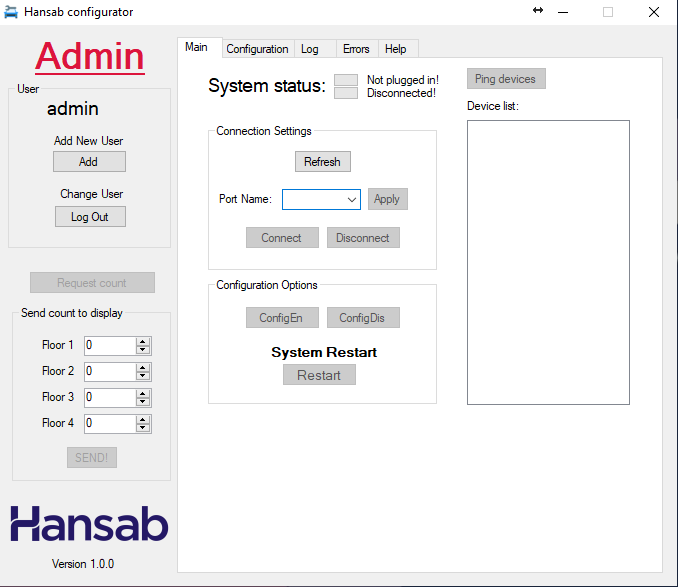 Hansab configurator
Admin
User
admin
Add New User
Add
Change User
Log Out
Request count
Send count to display
Floor 1 0
Floor 2 0
Floor 3 0
Floor 4 0
SEND!
Hansab
Version 1.0.0
Main Configuration Log Errors Help
System status:
Not plugged in!
Disconnected!
Connection Settings
Refresh
Port Name:
Apply
Connect Disconnect
Configuration Options
ConfigEn ConfigDis
System Restart
Restart
Ping devices
Device list: